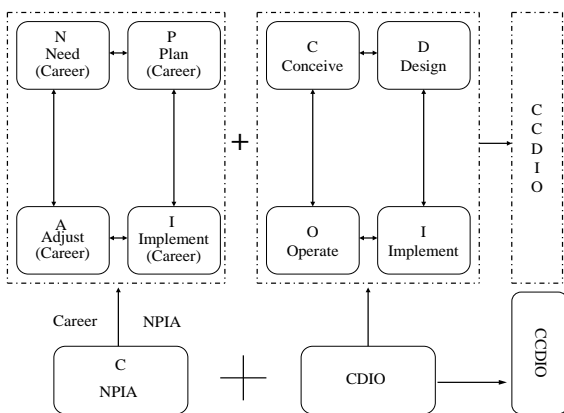 N
Need
(Career)
P
Plan
(Career)
A
Adjust
(Career)
I
Implement
(Career)
+
C
Conceive
D
Design
O
Operate
I
Implement
C
C
D
I
O
Career NPIA
C
NPIA
CDIO
CCDIO